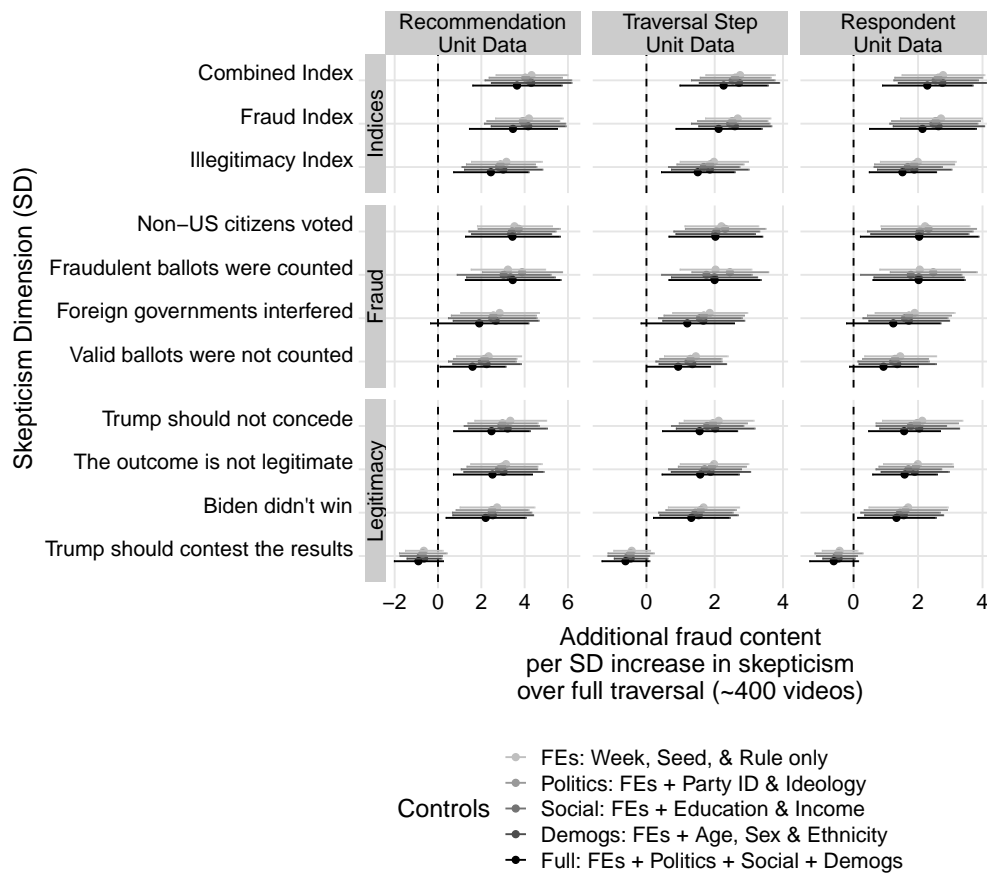 Recommendation
Unit Data
Traversal Step
Unit Data
Respondent
Unit Data
Skepticism Dimension (SD)
Indices
Combined Index
Fraud Index
Illegitimacy Index
Fraud
Non−US citizens voted
Fraudulent ballots were counted
Foreign governments interfered
Valid ballots were not counted
Legitimacy
Trump should not concede
The outcome is not legitimate
Biden didn't win
Trump should contest the results
−2 0 2 4 6
0 2 4
0 2 4
Additional fraud content
per SD increase in skepticism
over full traversal (~400 videos)
Controls
FEs: Week, Seed, & Rule only
Politics: FEs + Party ID & Ideology
Social: FEs + Education & Income
Demogs: FEs + Age, Sex & Ethnicity
Full: FEs + Politics + Social + Demogs